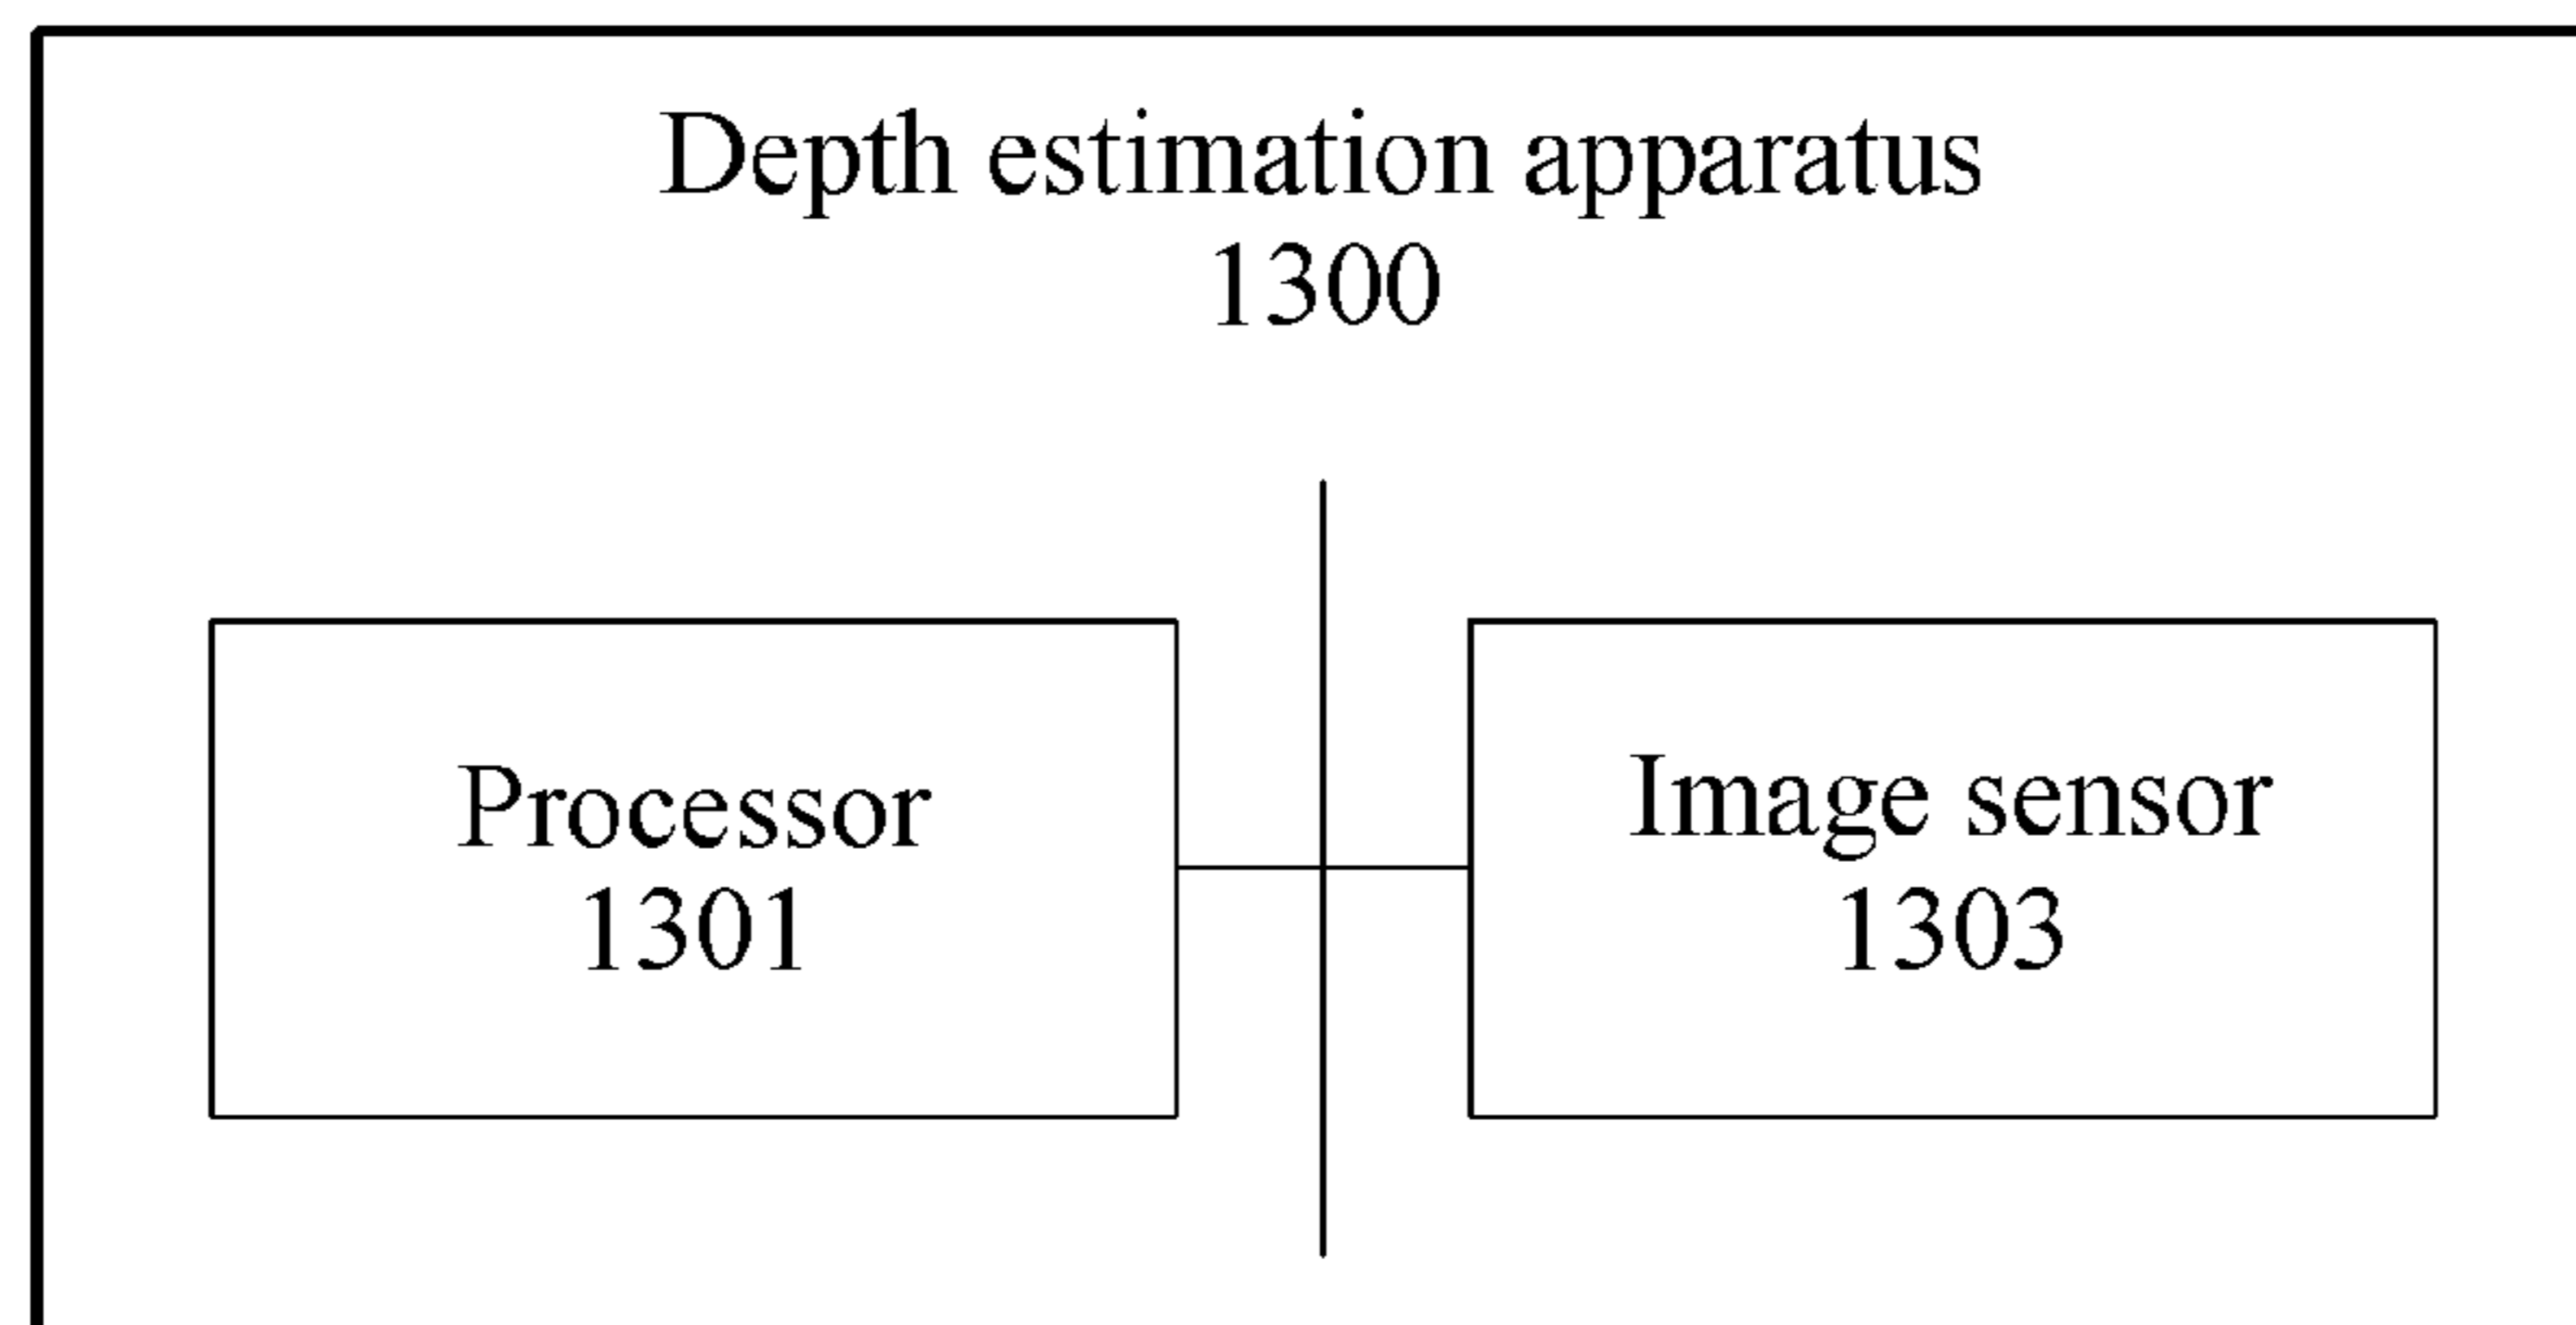 Depth estimation apparatus
1300
Processor
1301
Image sensor
1303